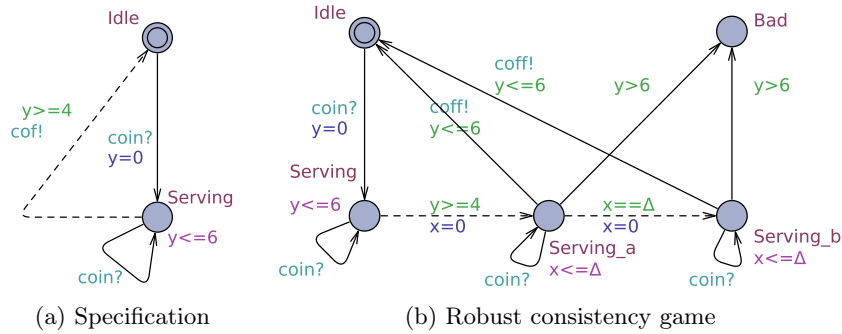 Idle
y>=4
cof!
coin?
y=0
Serving
y<=6
coin?
(a) Specification
Idle
Bad
coff!
y<=6
y>6
y>6
coin?
y=0
coff!
y<=6
Serving
y<=6
y>=4
x=0
x==Δ
x=0
coin?
Serving_a
x<=Δ
coin?
Serving_b
x<=Δ
coin?
(b) Robust consistency game